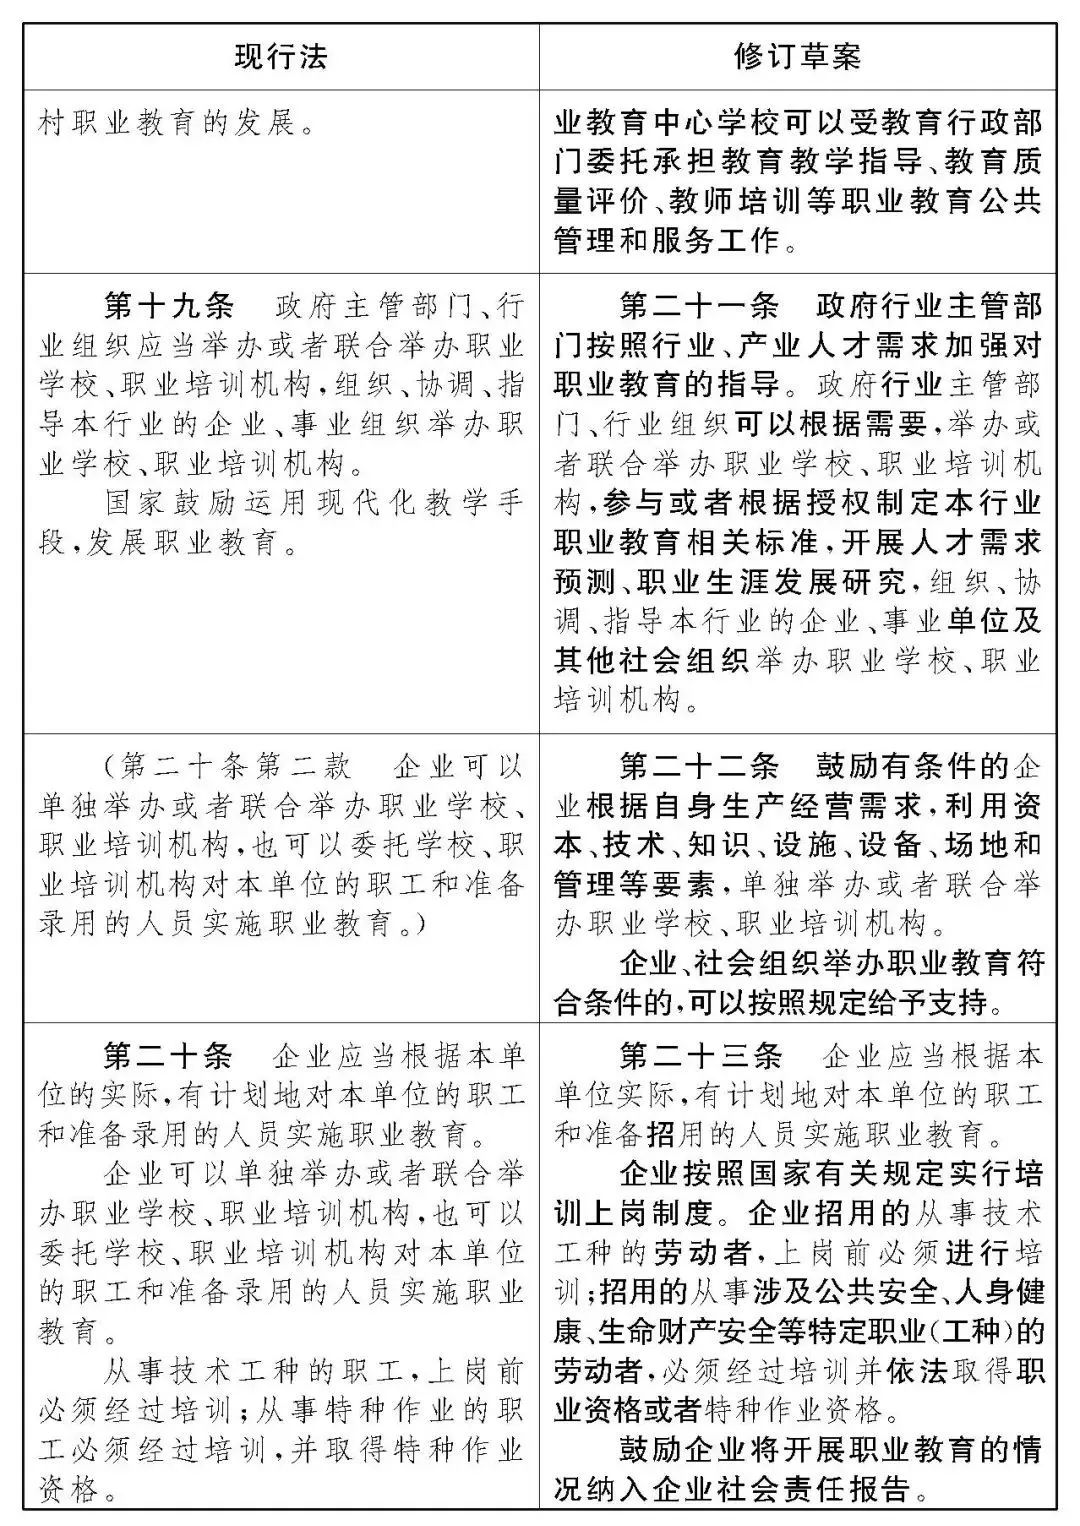 现行法
修订草案
村职业教育的发展。
业教育中心学校可以受教育行政部
门委托承担教育教学指导、教育质
量评价、教师培训等职业教育公共
管理和服务工作。
第十九条　政府主管部门、行
业组织应当举办或者联合举办职业
学校、职业培训机构,组织、协调、指
导本行业的企业、事业组织举办职
业学校、职业培训机构。
国家鼓励运用现代化教学手
段,发展职业教育。
第二十一条　政府行业主管部
门按照行业、产业人才需求加强对
职业教育的指导。政府行业主管部
门、行业组织可以根据需要,举办或
者联合举办职业学校、职业培训机
构,参与或者根据授权制定本行业
职业教育相关标准,开展人才需求
预测、职业生涯发展研究,组织、协
调、指导本行业的企业、事业单位及
其他社会组织举办职业学校、职业
培训机构。
(第二十条第二款　企业可以
单独举办或者联合举办职业学校、
职业培训机构,也可以委托学校、职
业培训机构对本单位的职工和准备
录用的人员实施职业教育。)
第二十二条　鼓励有条件的企
业根据自身生产经营需求,利用资
本、技术、知识、设施、设备、场地和
管理等要素,单独举办或者联合举
办职业学校、职业培训机构。
企业、社会组织举办职业教育符
合条件的,可以按照规定给予支持。
第二十条　企业应当根据本单
位的实际,有计划地对本单位的职工
和准备录用的人员实施职业教育。
企业可以单独举办或者联合举
办职业学校、职业培训机构,也可以
委托学校、职业培训机构对本单位
的职工和准备录用的人员实施职业
教育。
从事技术工种的职工,上岗前
必须经过培训;从事特种作业的职
工必须经过培训,并取得特种作业
资格。
第二十三条　企业应当根据本
单位实际,有计划地对本单位的职工
和准备招用的人员实施职业教育。
企业按照国家有关规定实行培
训上岗制度。企业招用的从事技术
工种的劳动者,上岗前必须进行培
训;招用的从事涉及公共安全、人身健
康、生命财产安全等特定职业(工种)的
劳动者,必须经过培训并依法取得职
业资格或者特种作业资格。
鼓励企业将开展职业教育的情
况纳入企业社会责任报告。